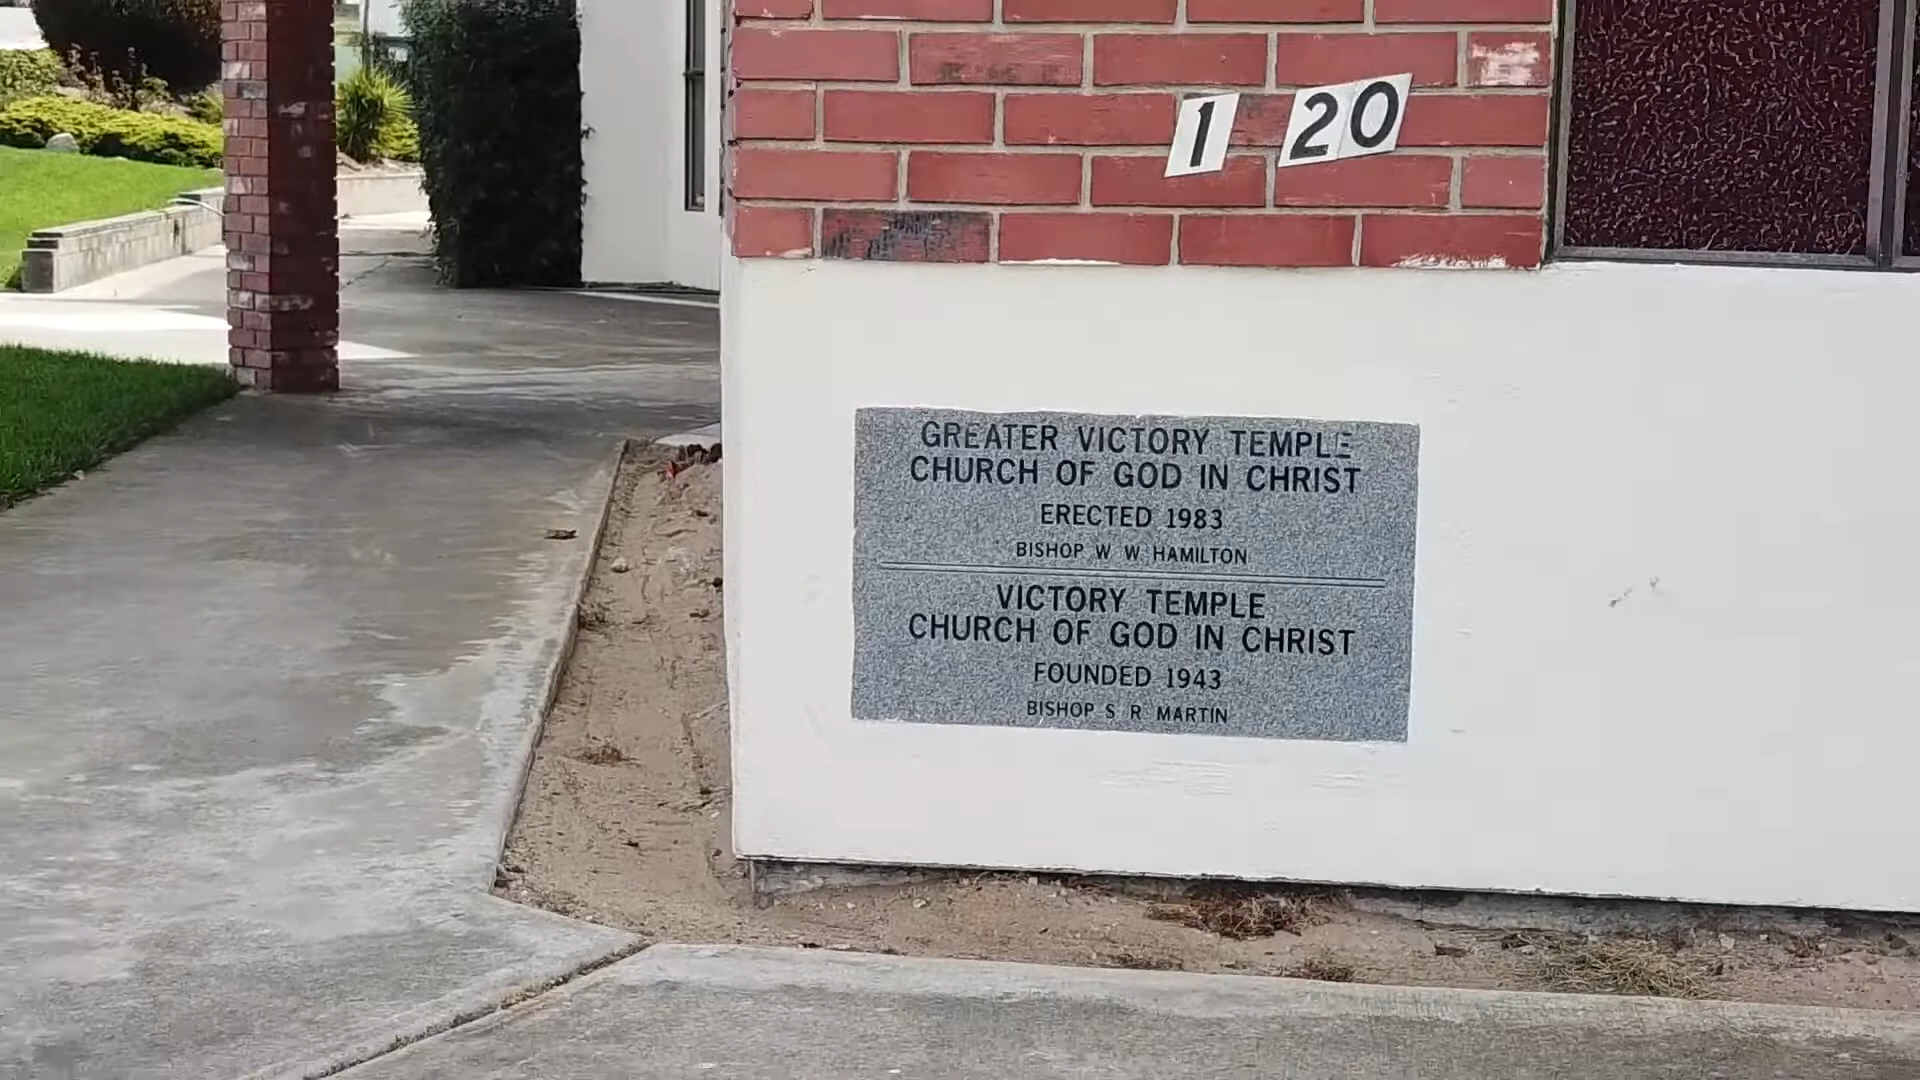 1 20
GREATER VICTORY TEMPLE
CHURCH OF GOD IN CHRIST
ERECTED 1983
BISHOP W W HAMILTON
VICTORY TEMPLE
CHURCH OF GOD IN CHRIST
FOUNDED 1943
BISHOP S R MARTIN